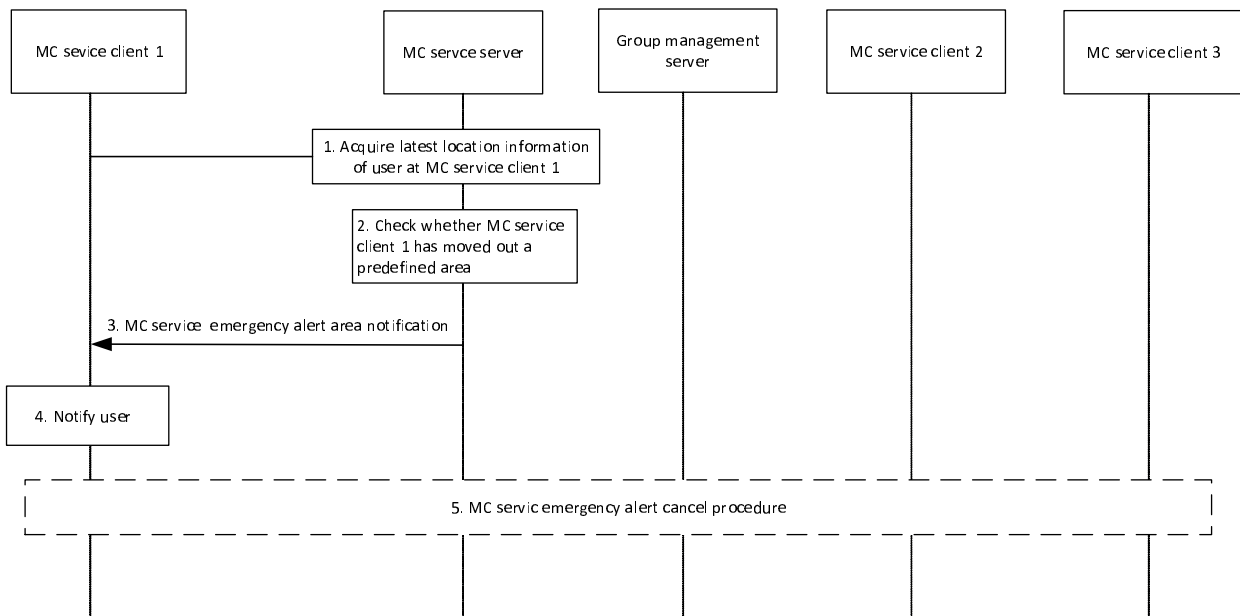 MC sevice client 1
MC servce server
Group management
server
MC service client 2
MC service client 3
1. Acquire latest location information
of user at MC service client 1
2. Check whether MC service
client 1 has moved out a
predefined area
3. MC service emergency alert area notification
4. Notify user
5. MC servic emergency alert cancel procedure